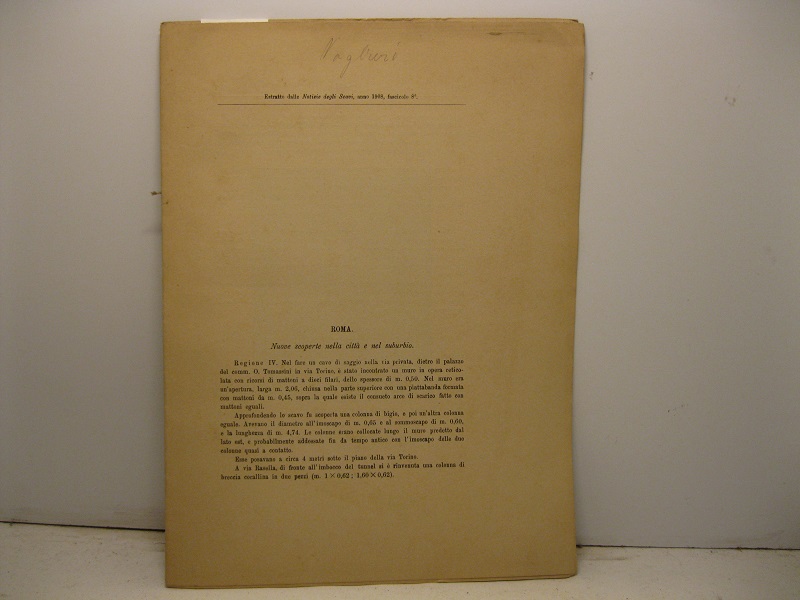 Vaglieri
Estratto dalle Notizie degli Scavi, anno 1909, fascicolo 8°.
ROMA.
Nuove scoperte nella città e nel suburbio.
Regione IV. Nel fare un cavo di saggio nella via privata, dietro il palazzo
del comm. O. Tomassini in via Torino, è stato incontrato un muro in opera retico-
lata con ricorsi di mattoni a dieci filari, dello spessore di m. 0,50. Nel muro era
un'apertura, larga m. 2,06, chiusa nella parte superiore con una piattabanda formata
con mattoni da m. 0,45, sopra la quale esiste il consueto arco di scarico fatto con
mattoni eguali.
Approfondendo lo scavo fu scoperta una colonna di bigio, e poi un'altra colonna
eguale. Avevano il diametro all'imoscapo di m. 0,65 e al sommoscapo di m. 0,60,
e la lunghezza di m. 4,74. Le colonne erano collocate lungo il muro predetto dal
lato est, e probabilmente addossate fin da tempo antico con l'imoscapo delle due
colonne quasi a contatto.
Esse posavano a circa 4 metri sotto il piano della via Torino.
A via Rasella, di fronte all'imbocco del tunnel si è rinvenuta una colonna di
breccia corallina in due pezzi (m. 1 × 0,62 ; 1,60 × 0,62).